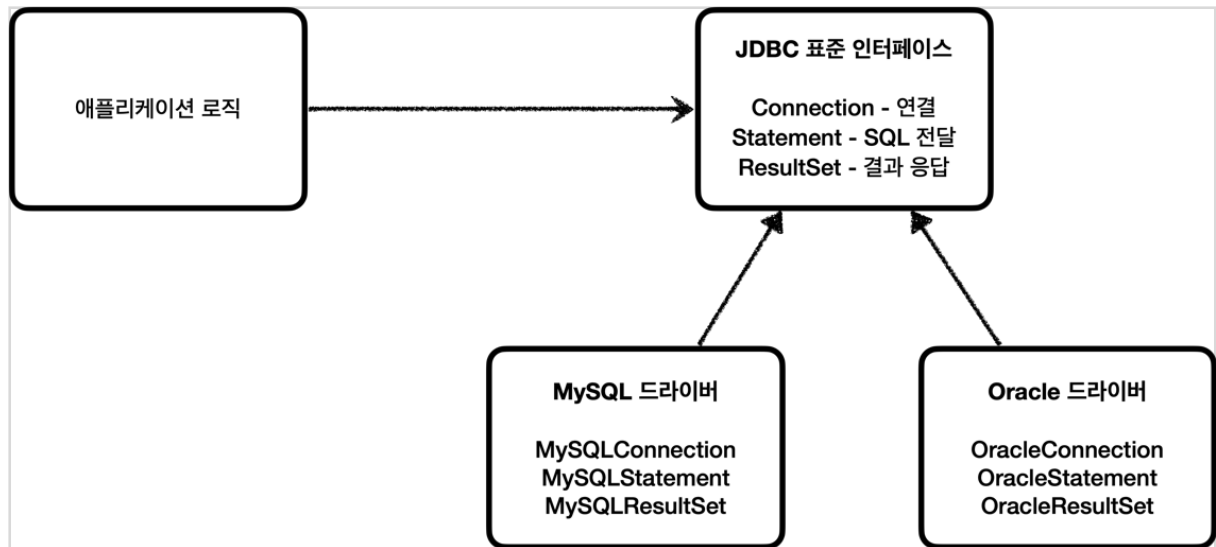 애플리케이션 로직
JDBC 표준 인터페이스
Connection - 연결
Statement - SQL 전달
ResultSet - 결과 응답
MySQL 드라이버
MySQLConnection
MySQLStatement
MySQLResultSet
Oracle 드라이버
OracleConnection
OracleStatement
OracleResultSet